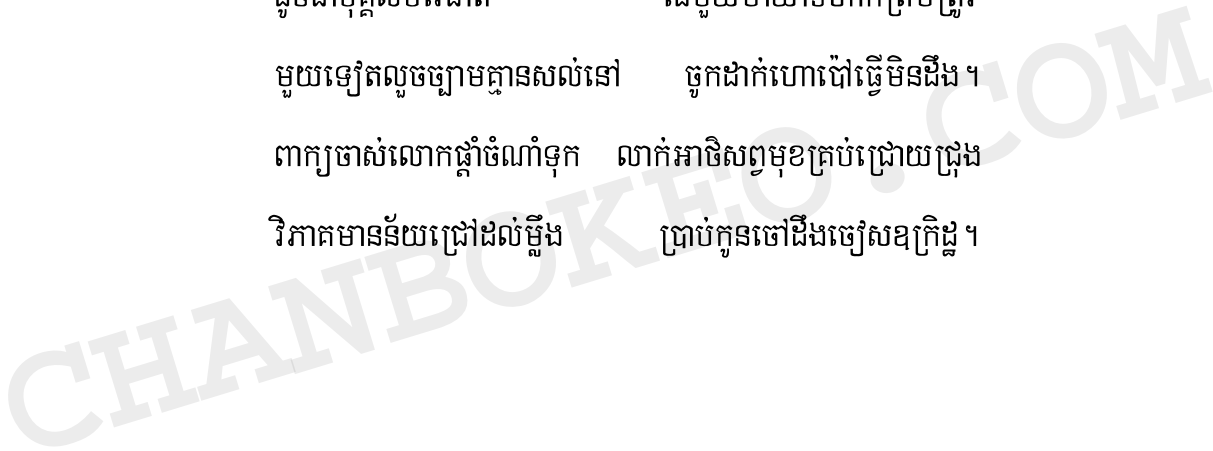 មួយទៀតលួចច្បាមគ្មានសល់នៅ ចូកដាក់ហោប៉ៅធ្វើមិនដឹង។
ពាក្យចាស់លោកផ្តាំចំណាំទុក លាក់អាថិសព្វមុខគ្រប់ជ្រោយជ្រុង
វិភាគមានន័យជ្រៅដល់ម្លឹង ប្រាប់កូនចៅដឹងចៀសឧក្រិដ្ឋ។
CHANBOKEO.COM